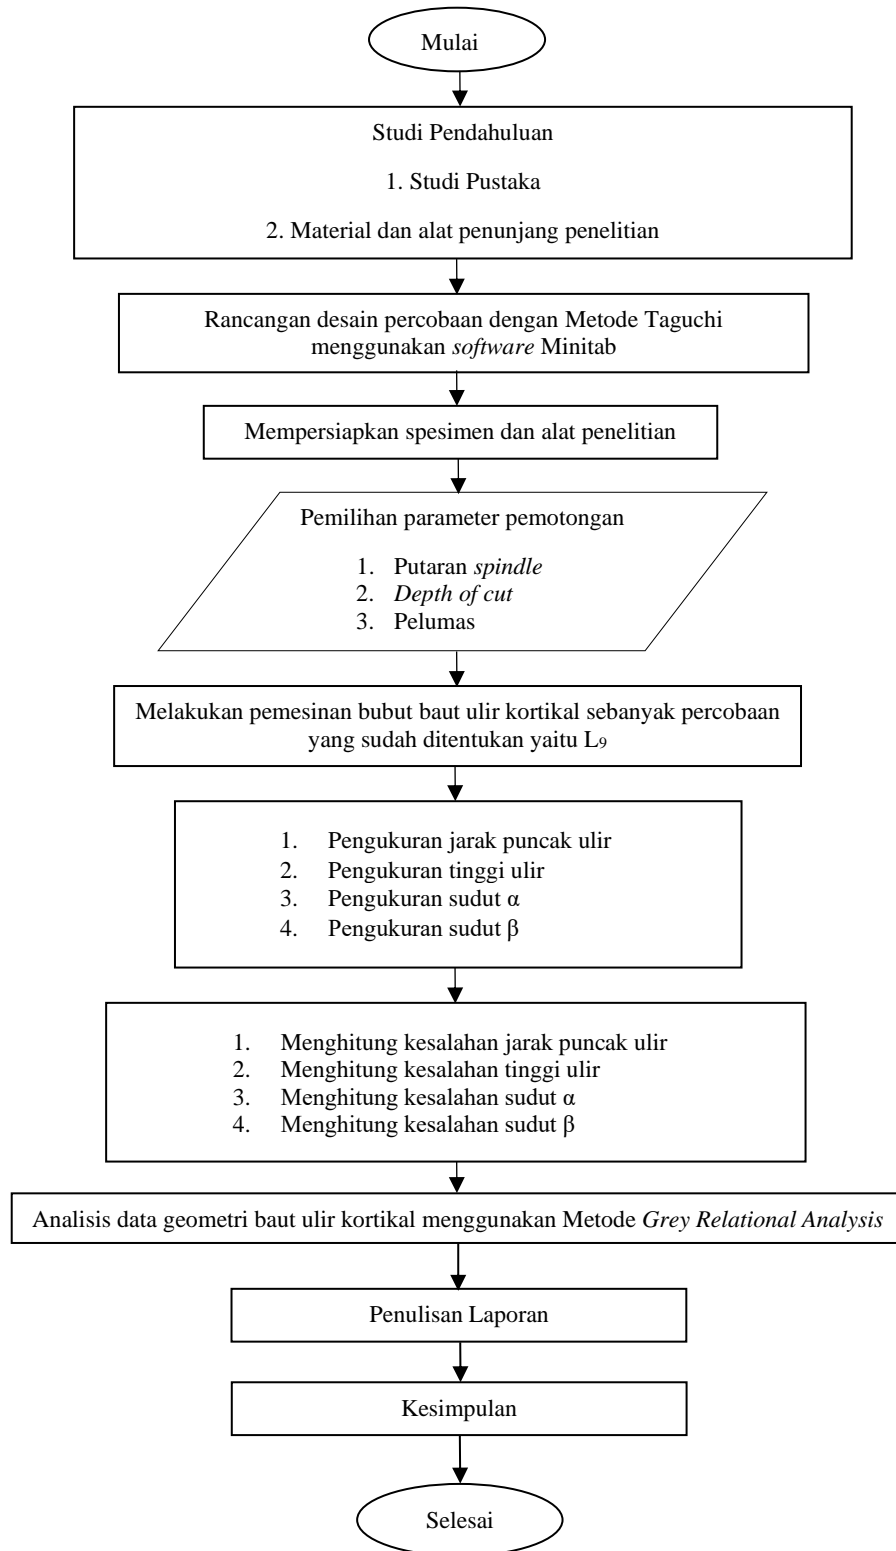 Mulai
Studi Pendahuluan
1. Studi Pustaka
2. Material dan alat penunjang penelitian
Rancangan desain percobaan dengan Metode Taguchi
menggunakan software Minitab
Mempersiapkan spesimen dan alat penelitian
Pemilihan parameter pemotongan
1. Putaran spindle
2. Depth of cut
3. Pelumas
Melakukan pemesinan bubut baut ulir kortikal sebanyak percobaan
yang sudah ditentukan yaitu L₉
1. Pengukuran jarak puncak ulir
2. Pengukuran tinggi ulir
3. Pengukuran sudut α
4. Pengukuran sudut β
1. Menghitung kesalahan jarak puncak ulir
2. Menghitung kesalahan tinggi ulir
3. Menghitung kesalahan sudut α
4. Menghitung kesalahan sudut β
Analisis data geometri baut ulir kortikal menggunakan Metode Grey Relational Analysis
Penulisan Laporan
Kesimpulan
Selesai